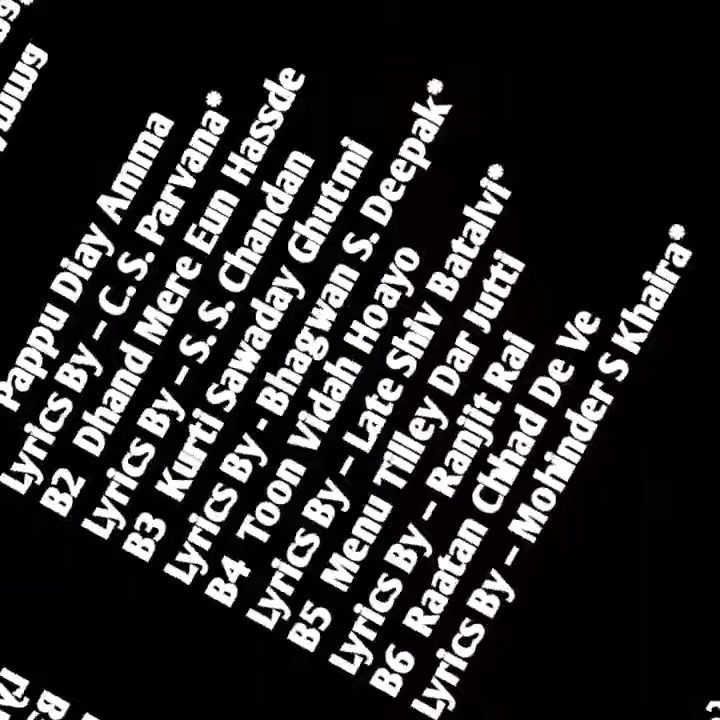 Pappu Diay Amma
Lyrics By – C. S. Parvana*
B2 Dhand Mere Eun Hassde
Lyrics By – S. S. Chandan
B3 Kurti Sawaday Ghutmi
Lyrics By - Bhagwan S. Deepak*
B4 Toon Vidah Hoayo
Lyrics By – Late Shiv Batalvi*
B5 Menu Tilley Dar Jutti
Lyrics By – Ranjit Rai
B6 Raatan Chhad De Ve
Lyrics By – Mohinder S Khaira*